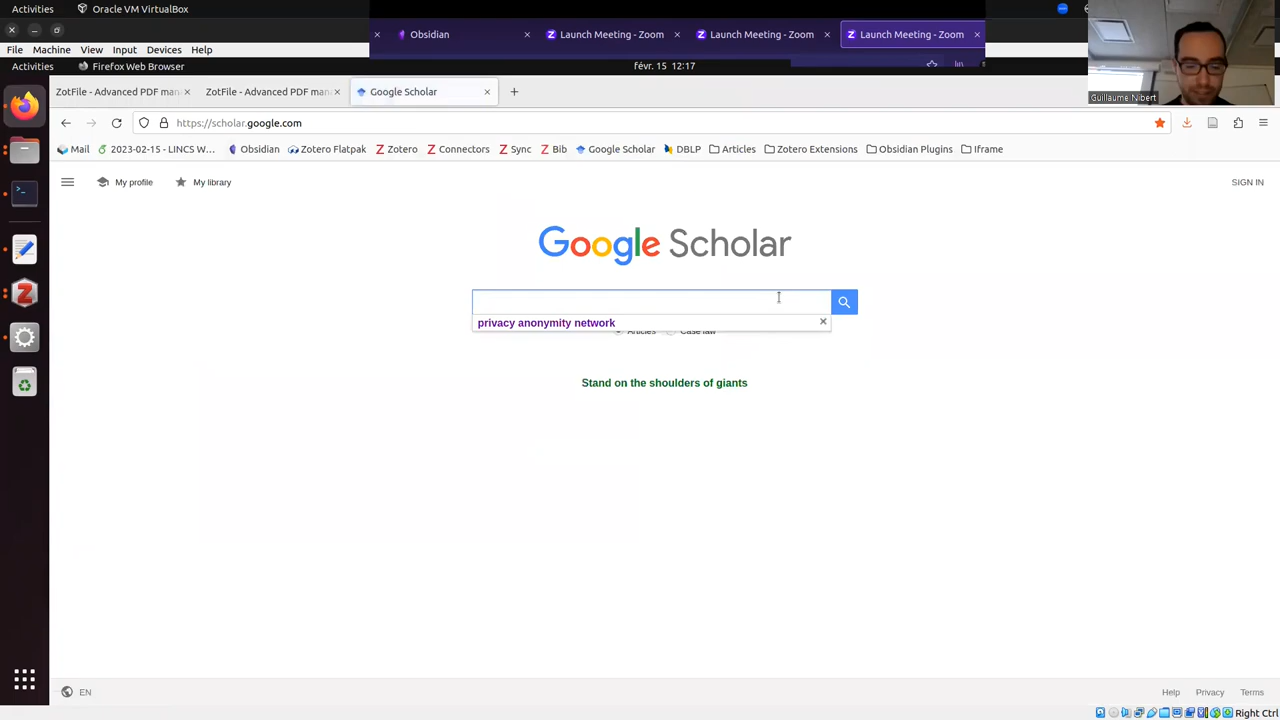 Activities Oracle VM VirtualBox
Obsidian Launch Meeting - Zoom Launch Meeting - Zoom Launch Meeting - Zoom
File Machine View Input Devices Help
Activities Firefox Web Browser févr. 15 12:17
ZotFile - Advanced PDF man ZotFile - Advanced PDF man Google Scholar
Guillaume Nibert
https://scholar.google.com
Mail 2023-02-15 - LINCS W... Obsidian Zotero Flatpak Zotero Connectors Sync Bib Google Scholar DBLP Articles Zotero Extensions Obsidian Plugins Iframe
My profile My library SIGN IN
Google Scholar
privacy anonymity network
Articles Case law
Stand on the shoulders of giants
EN Help Privacy Terms
Right Ctrl